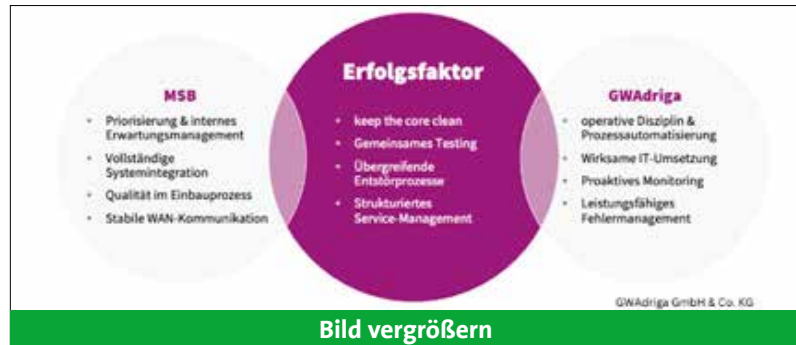 MSB
• Priorisierung & internes
Erwartungsmanagement
• Vollständige
Systemintegration
• Qualität im Einbauprozess
• Stabile WAN-Kommunikation
Erfolgsfaktor
• keep the core clean
• Gemeinsames Testing
• Übergreifende
Entstörprozesse
• Strukturiertes
Service-Management
GWAdriga
• operative Disziplin &
Prozessautomatisierung
• Wirksame IT-Umsetzung
• Proaktives Monitoring
• Leistungsfähiges
Fehlermanagement
GWAdriga GmbH & Co. KG
Bild vergrößern